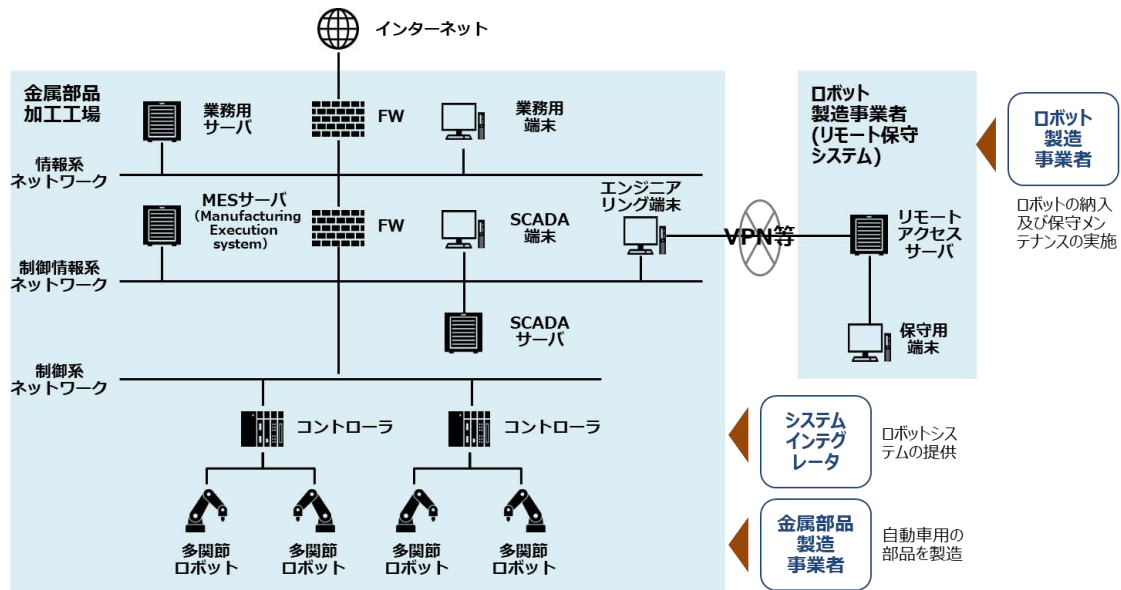 インターネット
金属部品
加工工場
業務用
サーバ
FW
業務用
端末
情報系
ネットワーク
MESサーバ
（Manufacturing
Execution
system）
FW
SCADA
端末
エンジニア
リング端末
制御情報系
ネットワーク
SCADA
サーバ
制御系
ネットワーク
コントローラ
コントローラ
多関節
ロボット
多関節
ロボット
多関節
ロボット
多関節
ロボット
VPN等
ロボット
製造事業者
(リモート保守
システム)
リモート
アクセス
サーバ
保守用
端末
ロボット
製造
事業者
ロボットの納入
及び保守メン
テナンスの実施
システム
インテグ
レータ
ロボットシス
テムの提供
金属部品
製造
事業者
自動車用の
部品を製造